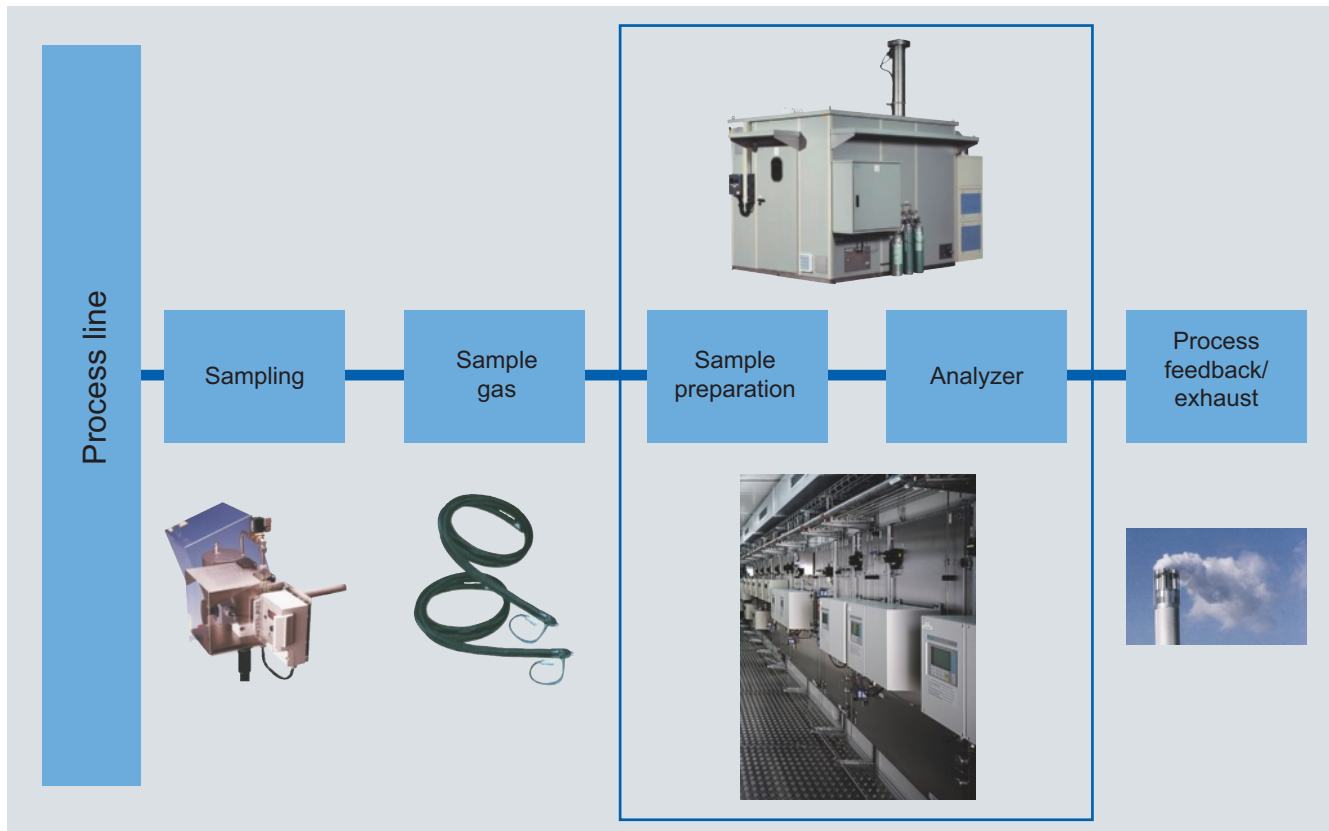 Process line
Sampling
Sample
gas
Sample
preparation
Analyzer
Process
feedback/
exhaust